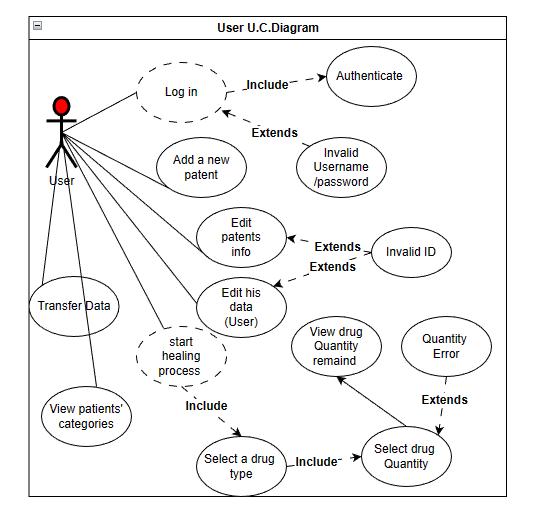 User U.C.Diagram
Log in
Include
Authenticate
Extends
User
Add a new
patent
Invalid
Username
/password
Edit
patents
info
Extends
Extends
Invalid ID
Transfer Data
Edit his
data
(User)
start
healing
process
View drug
Quantity
remaind
Quantity
Error
View patients'
categories
Include
Extends
Select a drug
type
Include
Select drug
Quantity